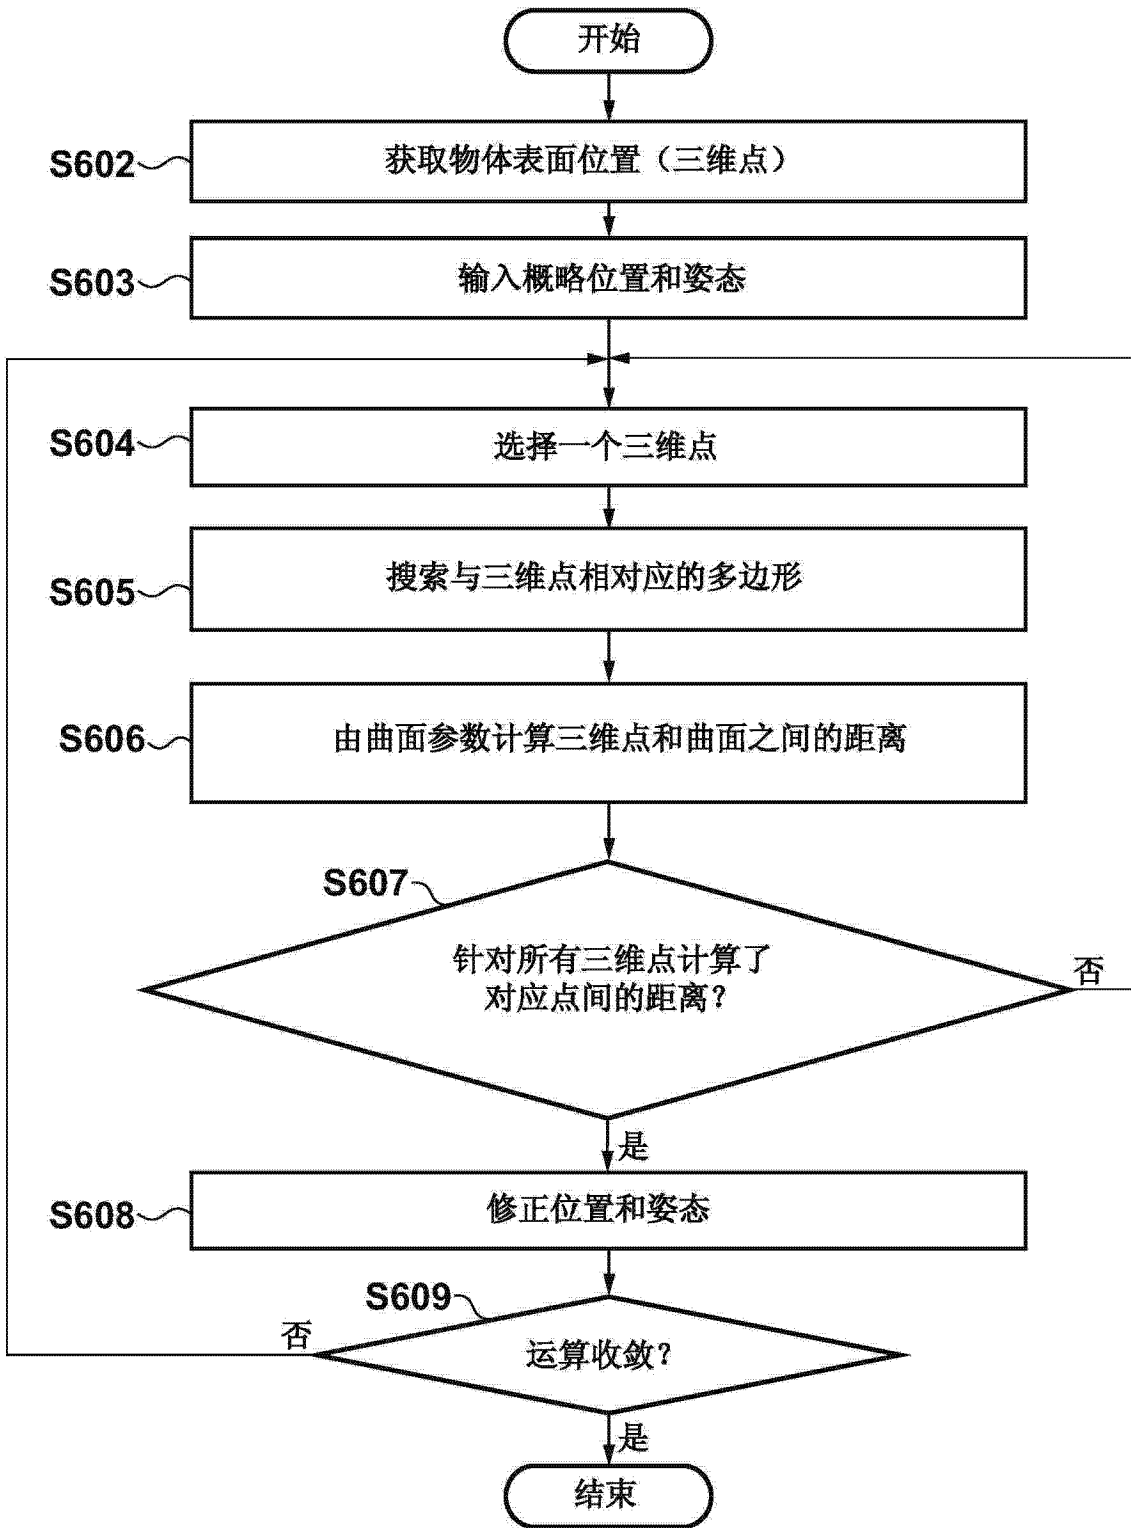 开始
S602
获取物体表面位置（三维点）
S603
输入概略位置和姿态
S604
选择一个三维点
S605
搜索与三维点相对应的多边形
S606
由曲面参数计算三维点和曲面之间的距离
S607
针对所有三维点计算了
对应点间的距离？
否
是
S608
修正位置和姿态
S609
否
运算收敛？
是
结束